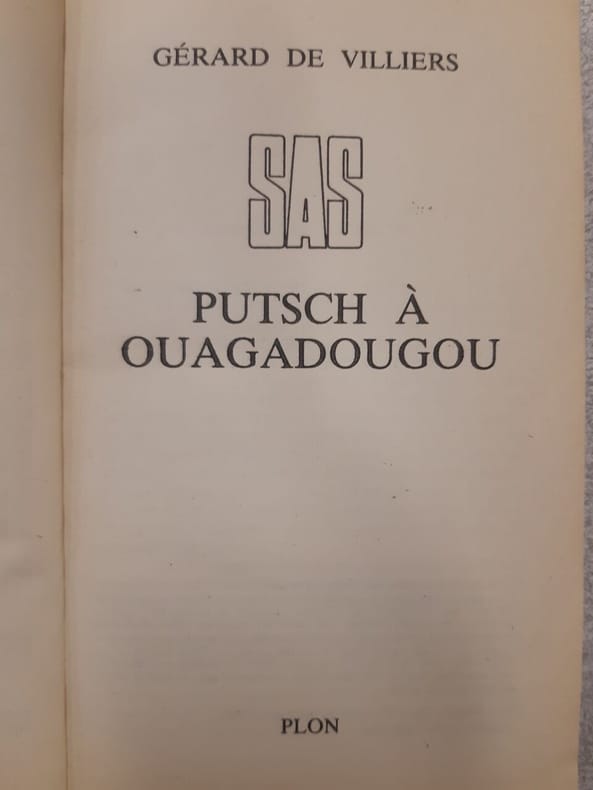 GÉRARD DE VILLIERS
SAS
PUTSCH À
OUAGADOUGOU
PLON